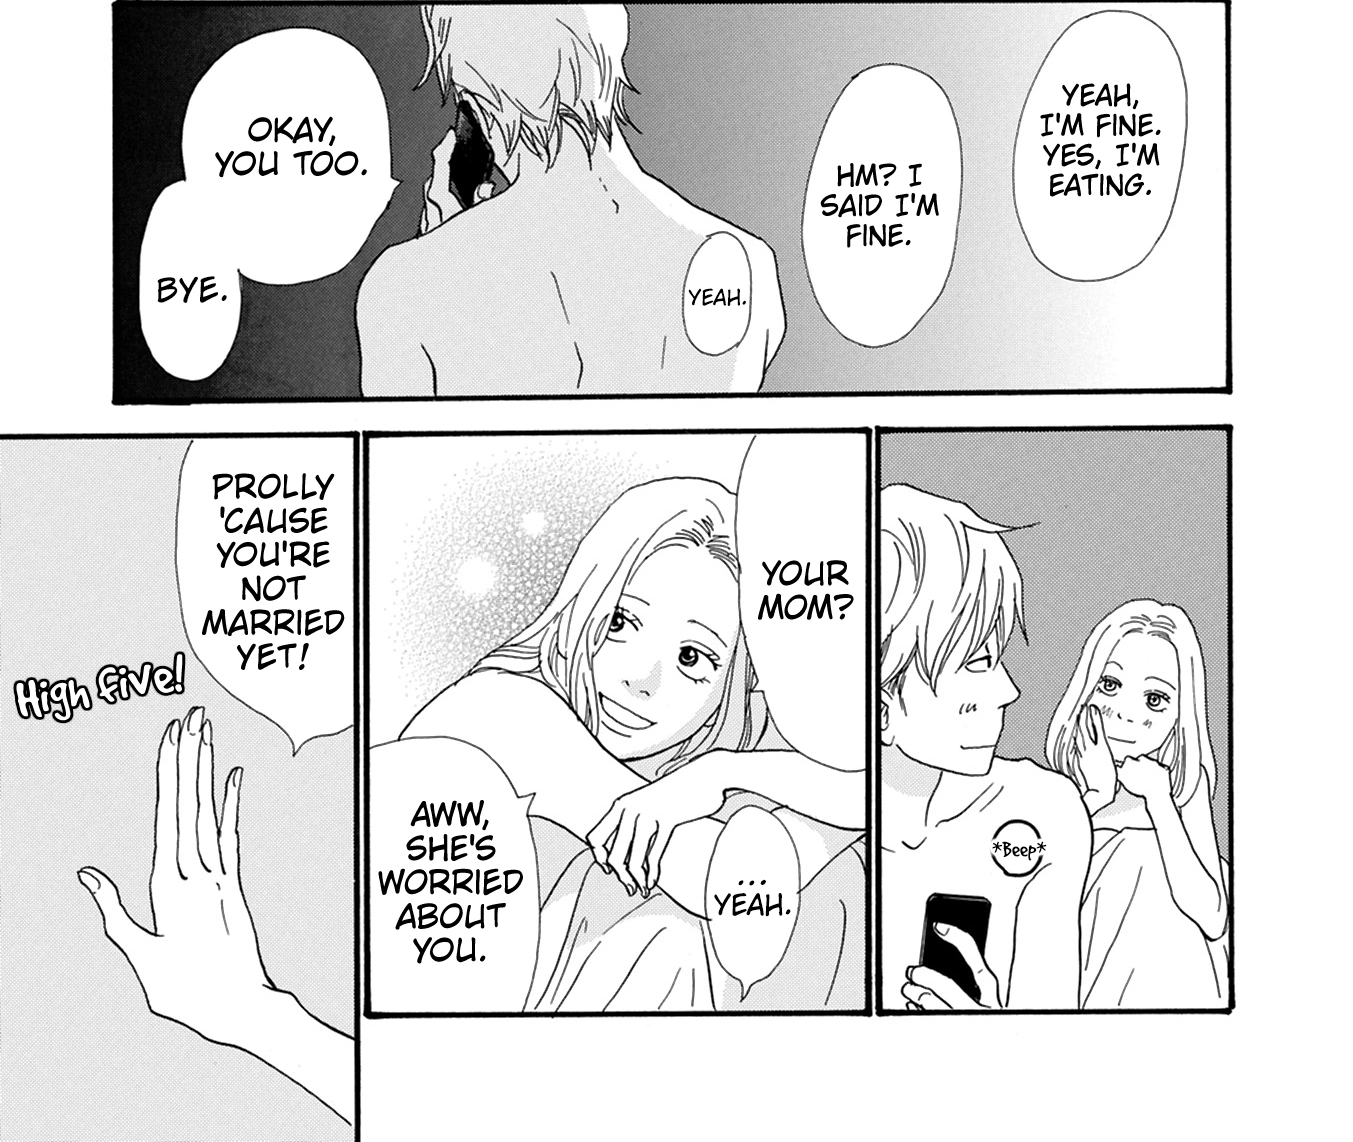 YEAH,
I'M FINE.
YES, I'M
EATING.
HM? I
SAID I'M
FINE.
YEAH.
OKAY,
YOU TOO.
BYE.
*Beep*
YOUR
MOM?
...
YEAH.
AWW,
SHE'S
WORRIED
ABOUT
YOU.
PROLLY
'CAUSE
YOU'RE
NOT
MARRIED
YET!
High five!